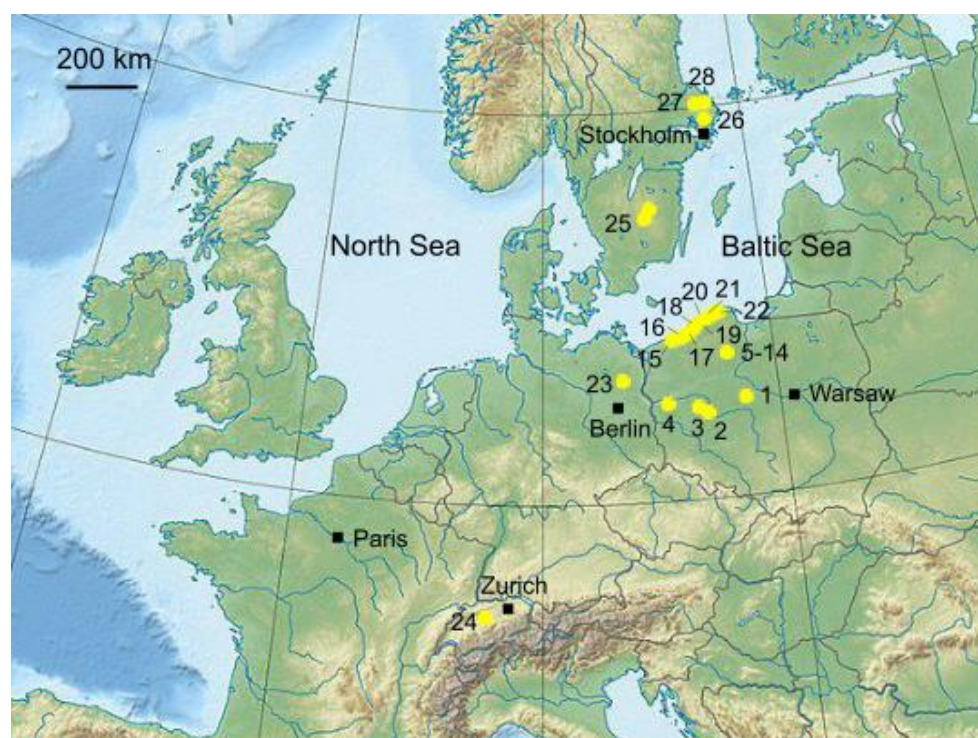 200 km
28
27
26
Stockholm
25
North Sea
Baltic Sea
20
21
18
22
16
19
15
17
5-14
23
1
Warsaw
Berlin
4
3
2
Paris
Zurich
24